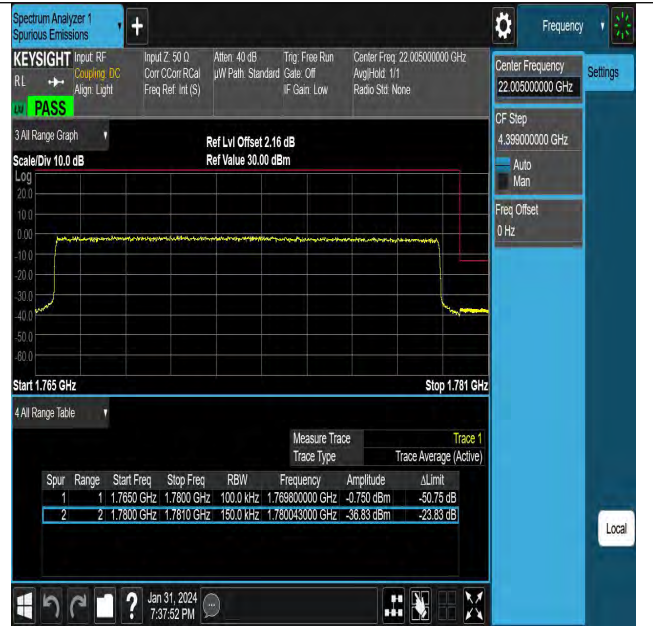 Spectrum Analyzer 1
Spurious Emissions
+
Frequency
KEYSIGHT
RL
Input: RF
Coupling: DC
Align: Light
Input Z: 50 Ω
Corr CCorr RCal
Freq Ref: Int (S)
Atten: 40 dB
µW Path: Standard
Trig: Free Run
Gate: Off
IF Gain: Low
Center Freq: 22.005000000 GHz
Avg|Hold: 1/1
Radio Std: None
PASS
Center Frequency
22.005000000 GHz
Settings
CF Step
4.399000000 GHz
Auto
Man
Freq Offset
0 Hz
3 All Range Graph
Scale/Div 10.0 dB
Ref Lvl Offset 2.16 dB
Ref Value 30.00 dBm
Log
20.0
10.0
0.00
-10.0
-20.0
-30.0
-40.0
-50.0
-60.0
Start 1.765 GHz
Stop 1.781 GHz
4 All Range Table
Measure Trace Trace 1
Trace Type Trace Average (Active)
Spur Range Start Freq Stop Freq RBW Frequency Amplitude ΔLimit
1 1 1.7650 GHz 1.7800 GHz 100.0 kHz 1.769800000 GHz -0.750 dBm -50.75 dB
2 2 1.7800 GHz 1.7810 GHz 150.0 kHz 1.780043000 GHz -36.83 dBm -23.83 dB
Local
?
Jan 31, 2024
7:37:52 PM